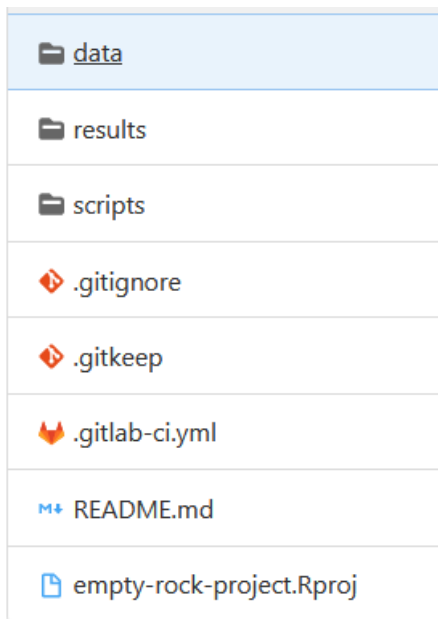 data
results
scripts
.gitignore
.gitkeep
.gitlab-ci.yml
README.md
empty-rock-project.Rproj